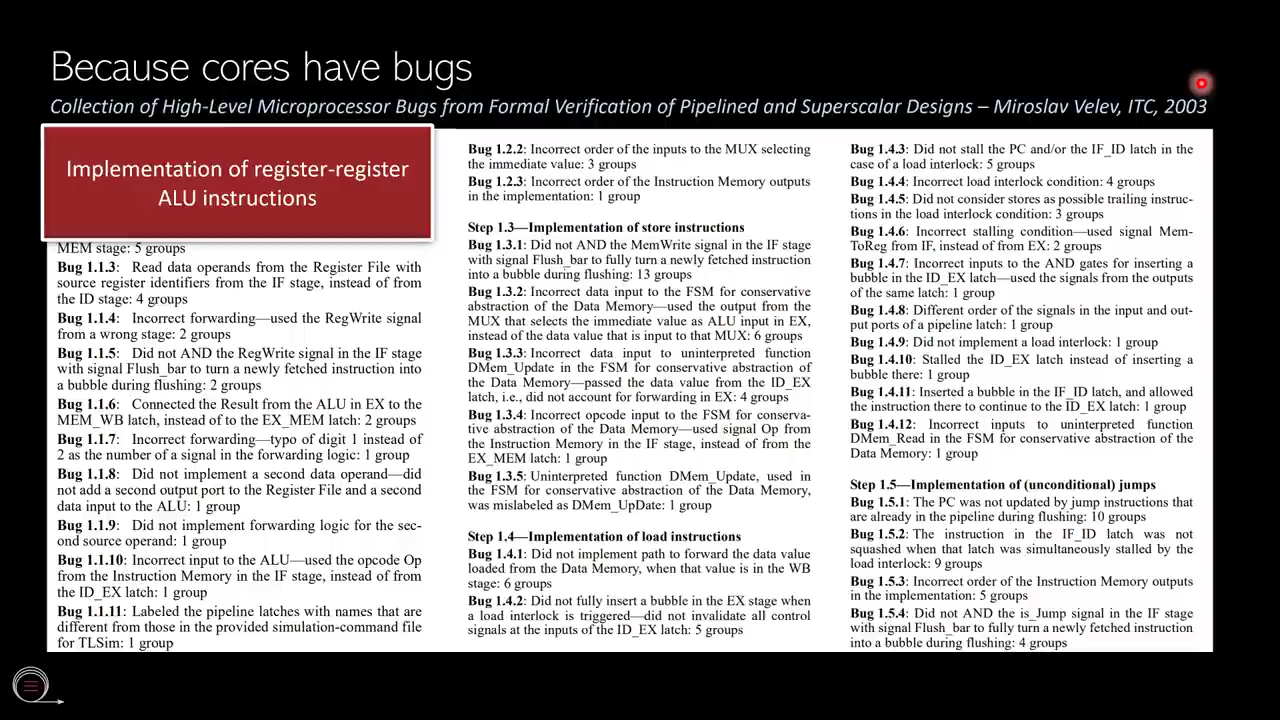 Because cores have bugs
Collection of High-Level Microprocessor Bugs from Formal Verification of Pipelined and Superscalar Designs – Miroslav Velev, ITC, 2003
Implementation of register-register
ALU instructions
MEM stage: 5 groups
Bug 1.1.3: Read data operands from the Register File with
source register identifiers from the IF stage, instead of from
the ID stage: 4 groups
Bug 1.1.4: Incorrect forwarding—used the RegWrite signal
from a wrong stage: 2 groups
Bug 1.1.5: Did not AND the RegWrite signal in the IF stage
with signal Flush_bar to turn a newly fetched instruction into
a bubble during flushing: 2 groups
Bug 1.1.6: Connected the Result from the ALU in EX to the
MEM_WB latch, instead of to the EX_MEM latch: 2 groups
Bug 1.1.7: Incorrect forwarding—typo of digit 1 instead of
2 as the number of a signal in the forwarding logic: 1 group
Bug 1.1.8: Did not implement a second data operand—did
not add a second output port to the Register File and a second
data input to the ALU: 1 group
Bug 1.1.9: Did not implement forwarding logic for the sec-
ond source operand: 1 group
Bug 1.1.10: Incorrect input to the ALU—used the opcode Op
from the Instruction Memory in the IF stage, instead of from
the ID_EX latch: 1 group
Bug 1.1.11: Labeled the pipeline latches with names that are
different from those in the provided simulation-command file
for TLSim: 1 group
Bug 1.2.2: Incorrect order of the inputs to the MUX selecting
the immediate value: 3 groups
Bug 1.2.3: Incorrect order of the Instruction Memory outputs
in the implementation: 1 group
Step 1.3—Implementation of store instructions
Bug 1.3.1: Did not AND the MemWrite signal in the IF stage
with signal Flush_bar to fully turn a newly fetched instruction
into a bubble during flushing: 13 groups
Bug 1.3.2: Incorrect data input to the FSM for conservative
abstraction of the Data Memory—used the output from the
MUX that selects the immediate value as ALU input in EX,
instead of the data value that is input to that MUX: 6 groups
Bug 1.3.3: Incorrect data input to uninterpreted function
DMem_Update in the FSM for conservative abstraction of
the Data Memory—passed the data value from the ID_EX
latch, i.e., did not account for forwarding in EX: 4 groups
Bug 1.3.4: Incorrect opcode input to the FSM for conserva-
tive abstraction of the Data Memory—used signal Op from
the Instruction Memory in the IF stage, instead of from the
EX_MEM latch: 1 group
Bug 1.3.5: Uninterpreted function DMem_Update, used in
the FSM for conservative abstraction of the Data Memory,
was mislabeled as DMem_UpDate: 1 group
Step 1.4—Implementation of load instructions
Bug 1.4.1: Did not implement path to forward the data value
loaded from the Data Memory, when that value is in the WB
stage: 6 groups
Bug 1.4.2: Did not fully insert a bubble in the EX stage when
a load interlock is triggered—did not invalidate all control
signals at the inputs of the ID_EX latch: 5 groups
Bug 1.4.3: Did not stall the PC and/or the IF_ID latch in the
case of a load interlock: 5 groups
Bug 1.4.4: Incorrect load interlock condition: 4 groups
Bug 1.4.5: Did not consider stores as possible trailing instruc-
tions in the load interlock condition: 3 groups
Bug 1.4.6: Incorrect stalling condition—used signal Mem-
ToReg from IF, instead of from EX: 2 groups
Bug 1.4.7: Incorrect inputs to the AND gates for inserting a
bubble in the ID_EX latch—used the signals from the outputs
of the same latch: 1 group
Bug 1.4.8: Different order of the signals in the input and out-
put ports of a pipeline latch: 1 group
Bug 1.4.9: Did not implement a load interlock: 1 group
Bug 1.4.10: Stalled the ID_EX latch instead of inserting a
bubble there: 1 group
Bug 1.4.11: Inserted a bubble in the IF_ID latch, and allowed
the instruction there to continue to the ID_EX latch: 1 group
Bug 1.4.12: Incorrect inputs to uninterpreted function
DMem_Read in the FSM for conservative abstraction of the
Data Memory: 1 group
Step 1.5—Implementation of (unconditional) jumps
Bug 1.5.1: The PC was not updated by jump instructions that
are already in the pipeline during flushing: 10 groups
Bug 1.5.2: The instruction in the IF_ID latch was not
squashed when that latch was simultaneously stalled by the
load interlock: 9 groups
Bug 1.5.3: Incorrect order of the Instruction Memory outputs
in the implementation: 5 groups
Bug 1.5.4: Did not AND the is_Jump signal in the IF stage
with signal Flush_bar to fully turn a newly fetched instruction
into a bubble during flushing: 4 groups